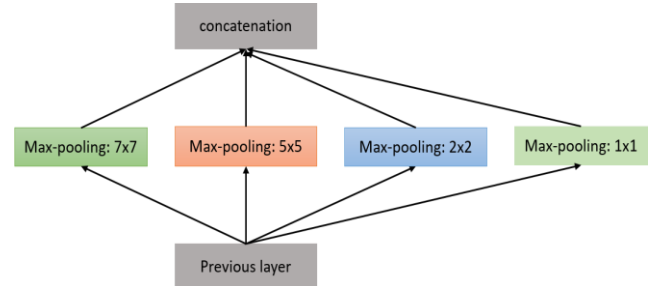 concatenation
Max-pooling: 7x7
Max-pooling: 5x5
Max-pooling: 2x2
Max-pooling: 1x1
Previous layer